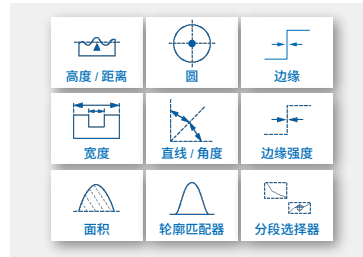 高度 / 距离
圆
边缘
宽度
直线 / 角度
边缘强度
面积
轮廓匹配器
分段选择器